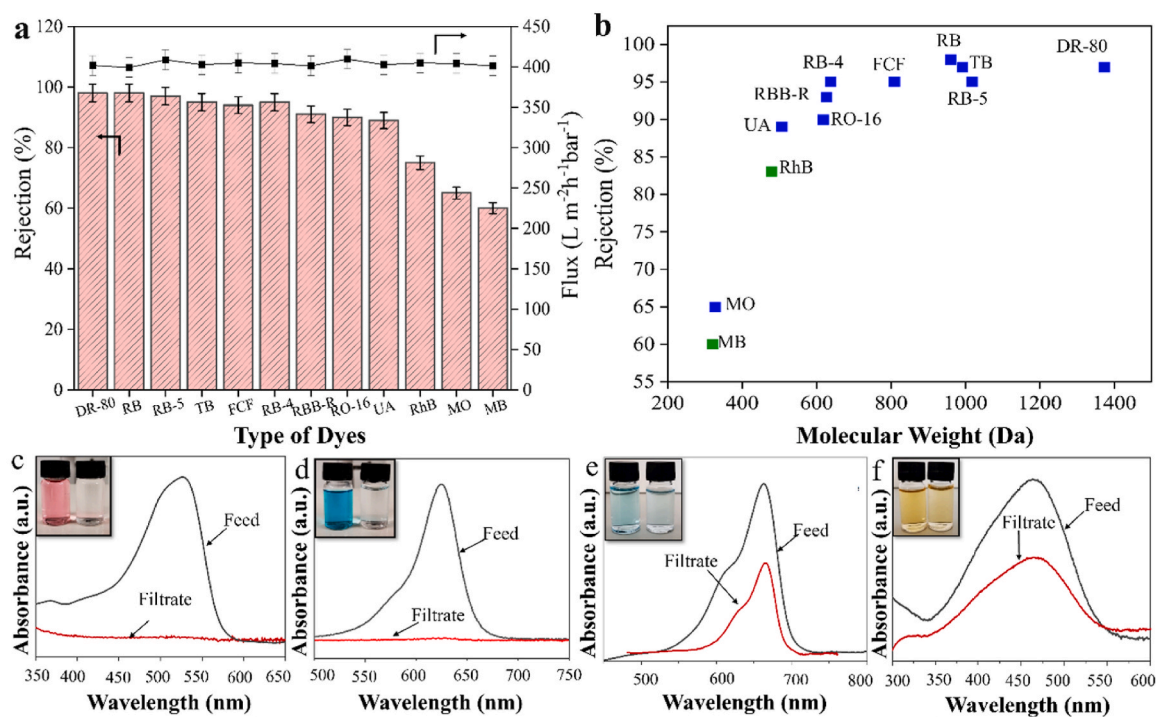 a
120
100
80
60
40
20
0
Rejection (%)
450
400
350
300
250
200
150
100
50
0
Flux (L m⁻²h⁻¹bar⁻¹)
DR-80 RB RB-5 TB FCF RB-4 RBB-R RO-16 UA RhB MO MB
Type of Dyes
b
100
95
90
85
80
75
70
65
60
55
Rejection (%)
RB
DR-80
RB-4
FCF
TB
RBB-R
RB-5
UA
RO-16
RhB
MO
MB
200 400 600 800 1000 1200 1400
Molecular Weight (Da)
c
Absorbance (a.u.)
Feed
Filtrate
350 400 450 500 550 600 650
Wavelength (nm)
d
Absorbance (a.u.)
Feed
Filtrate
500 550 600 650 700 750
Wavelength (nm)
e
Absorbance (a.u.)
Feed
Filtrate
500 600 700 800
Wavelength (nm)
f
Absorbance (a.u.)
Filtrate
Feed
300 350 400 450 500 550 600
Wavelength (nm)